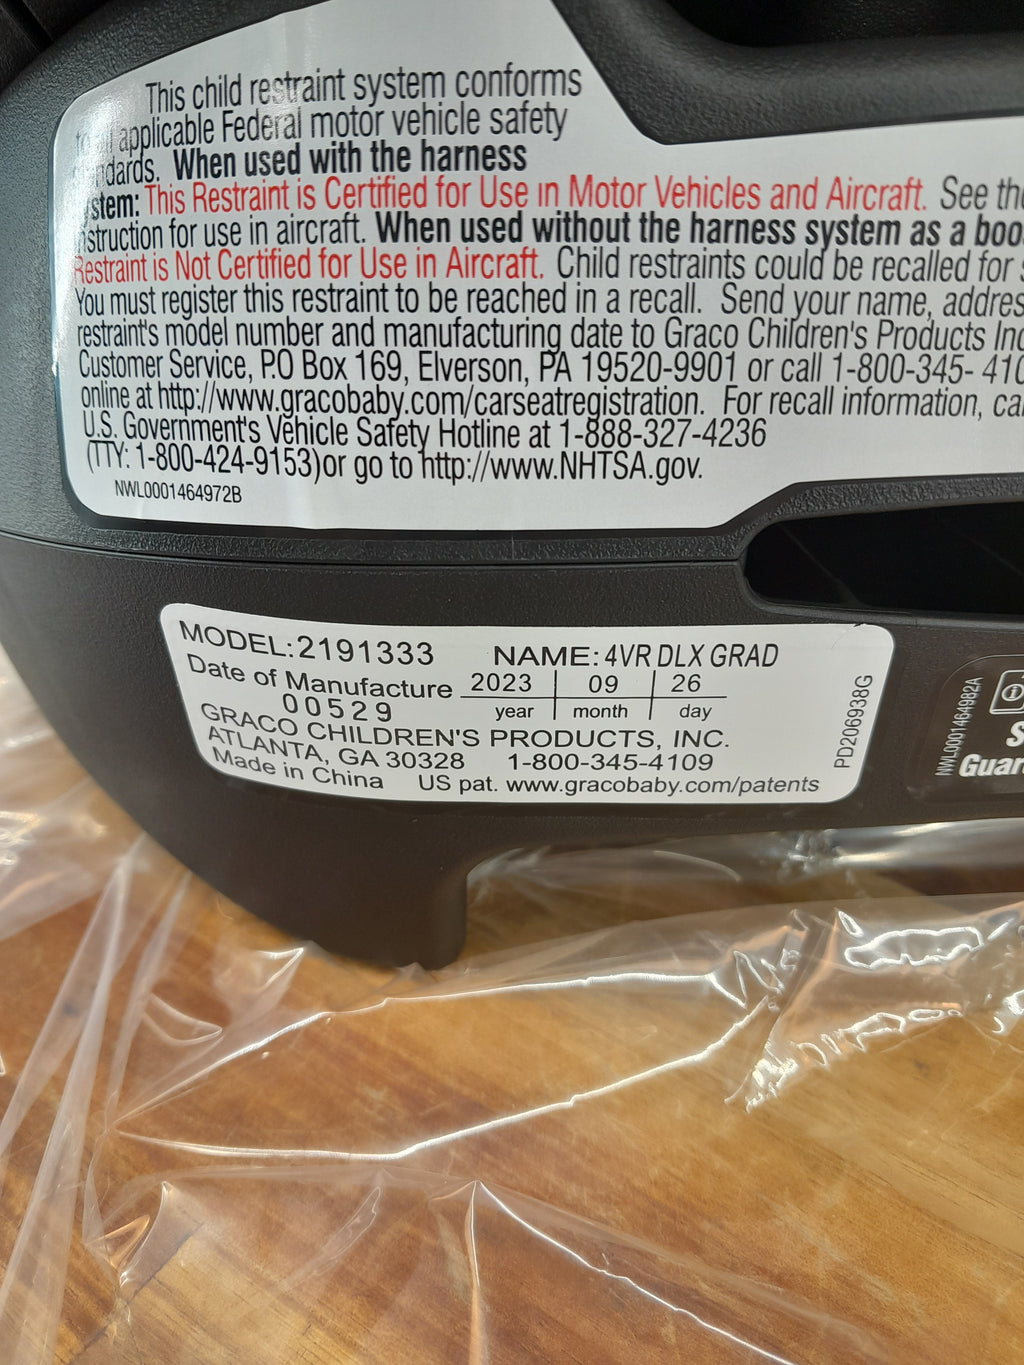 This child restraint system conforms
applicable Federal motor vehicle safety
When used with the harness
This Restraint is Certified for Use in Motor Vehicles and Aircraft. See
for use in aircraft. When used without the harness system as a
Restraint is Not Certified for Use in Aircraft. Child restraints could be recalled for
You must register this restraint to be reached in a recall. Send your name,
restraint's model number and manufacturing date to Graco Children's Products
Customer Service, P.O Box 169, Elverson, PA 19520-9901 or call 1-800-345-
online at http://www.gracobaby.com/carseatregistration. For recall information,
U.S. Government's Vehicle Safety Hotline at 1-888-327-4236
(TTY: 1-800-424-9153)or go to http://www.NHTSA.gov.
NWL0001464972B
MODEL:2191333 NAME: 4VR DLX GRAD
Date of Manufacture 2023 09 26
00529 year month day
GRACO CHILDREN'S PRODUCTS, INC.
ATLANTA, GA 30328 1-800-345-4109
Made in China US pat. www.gracobaby.com/patents
PD206938G
NWL0001464982A